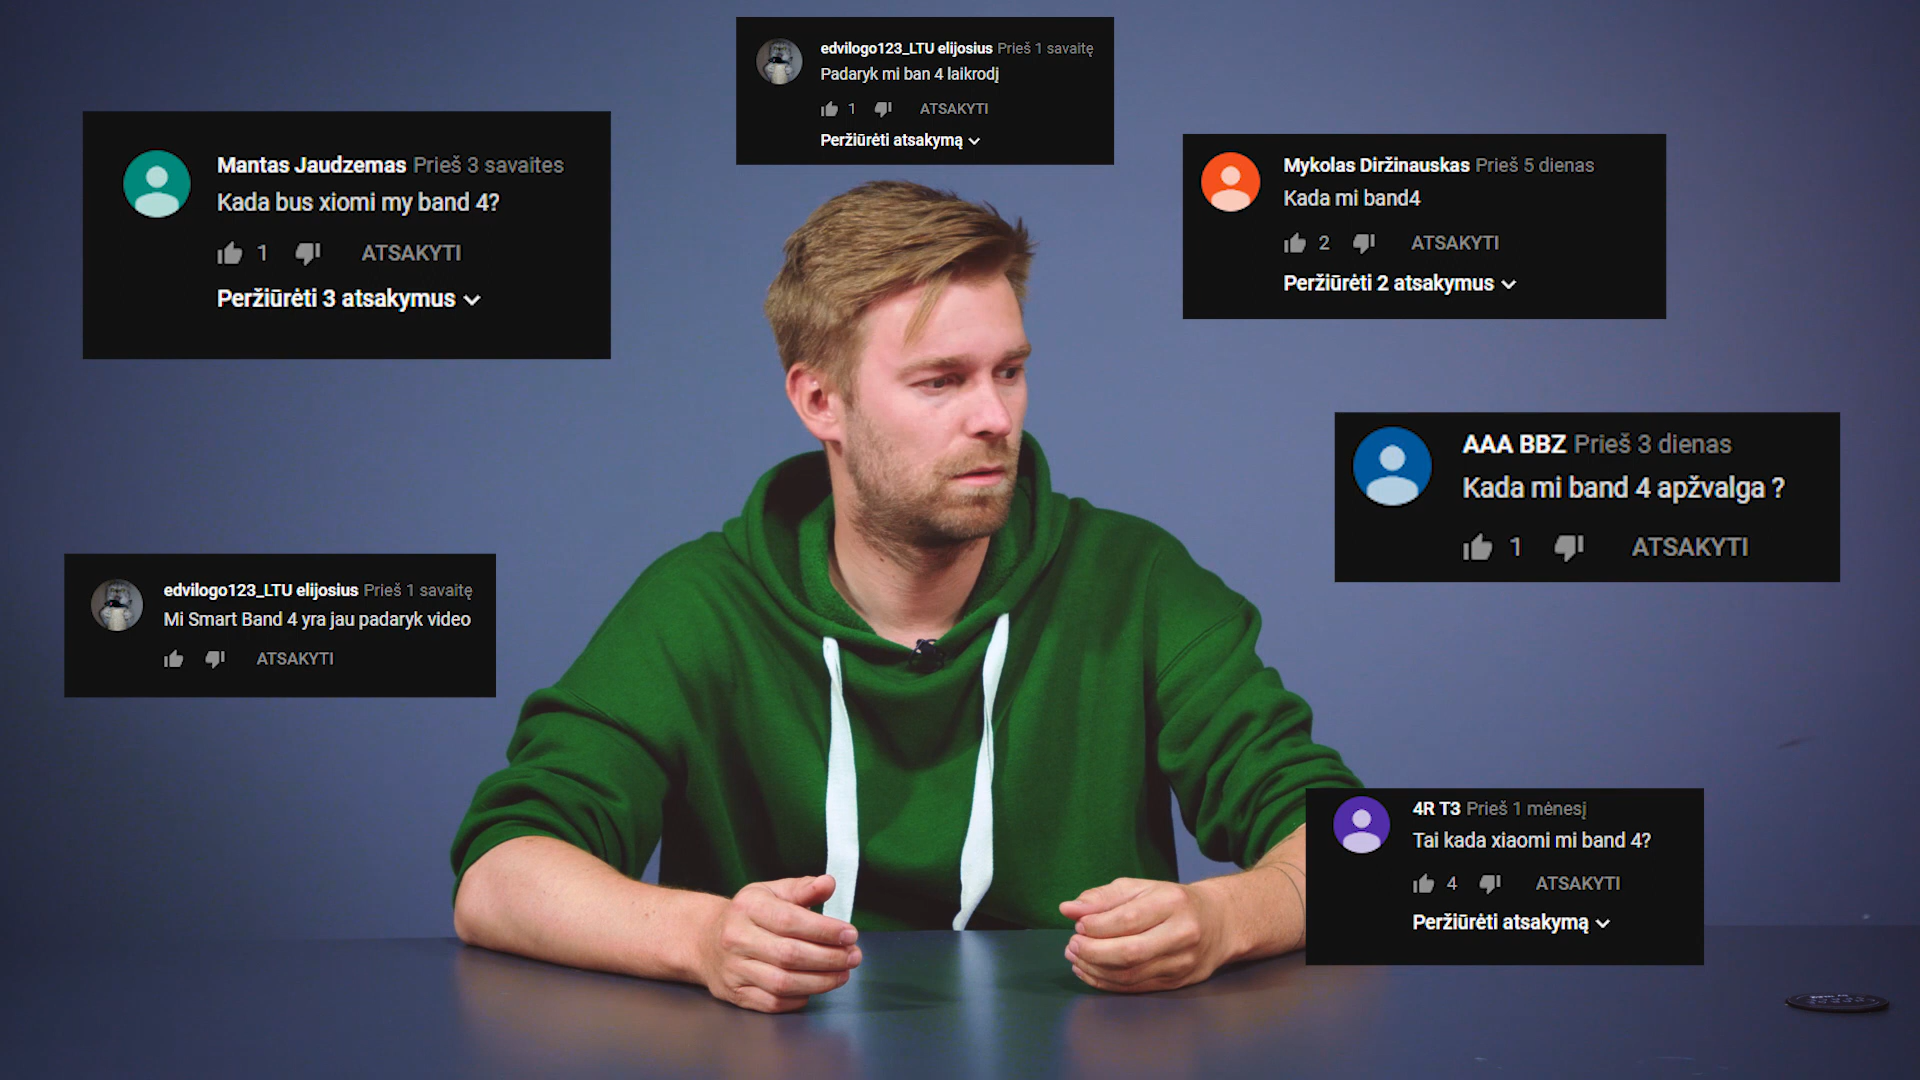 edvilogo123_LTU elijosius Prieš 1 savaitę
Padaryk mi ban 4 laikrodį
1 ATSAKYTI
Peržiūrėti atsakymą
Mantas Jaudzemas Prieš 3 savaites
Kada bus xiomi my band 4?
1 ATSAKYTI
Peržiūrėti 3 atsakymus
Mykolas Diržinauskas Prieš 5 dienas
Kada mi band4
2 ATSAKYTI
Peržiūrėti 2 atsakymus
AAA BBZ Prieš 3 dienas
Kada mi band 4 apžvalga ?
1 ATSAKYTI
edvilogo123_LTU elijosius Prieš 1 savaitę
Mi Smart Band 4 yra jau padaryk video
ATSAKYTI
4R T3 Prieš 1 mėnesį
Tai kada xiaomi mi band 4?
4 ATSAKYTI
Peržiūrėti atsakymą